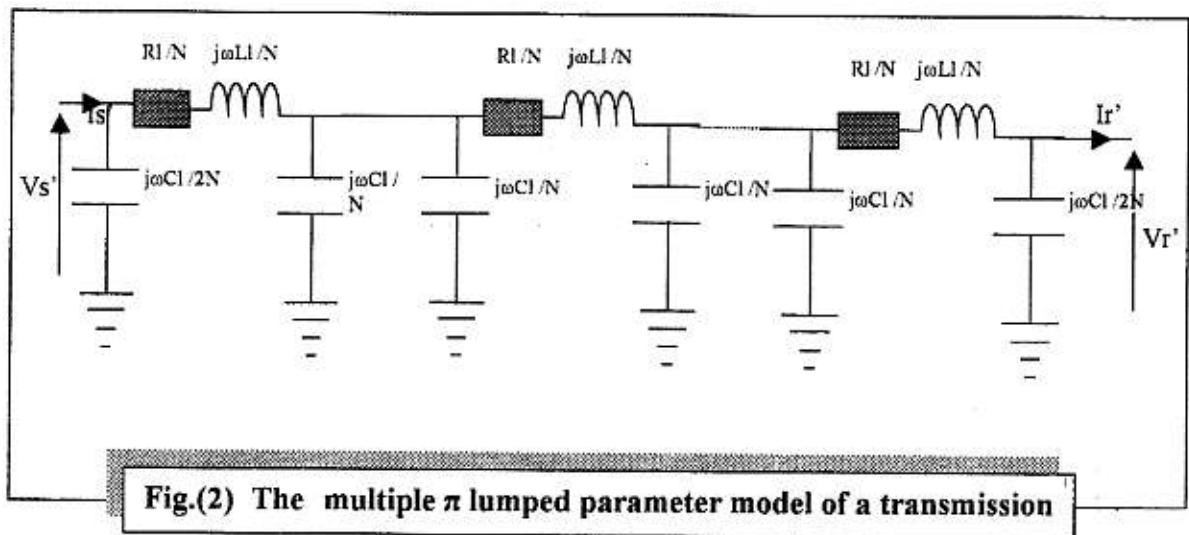 Rl/N jωLl/N
Rl/N jωLl/N
Rl/N jωLl/N
Is
Ir'
Vs'
jωCl/2N
jωCl/
N
jωCl/N
jωCl/N
jωCl/N
jωCl/2N
Vr'
Fig.(2) The multiple π lumped parameter model of a transmission